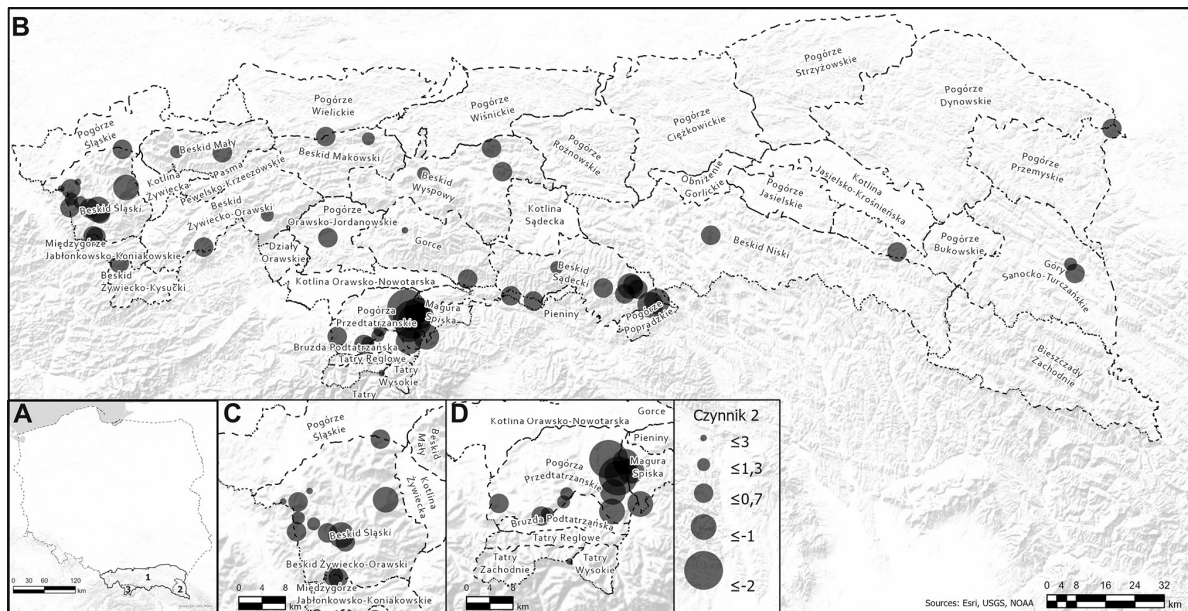 B
Pogórze
Strzyżowskie
Pogórze
Dynowskie
Pogórze
Wielickie
Pogórze
Wiśnickie
Pogórze
Ciężkowickie
Pogórze
Śląskie
Beskid Mały
Beskid Makowski
Pogórze
Rożnowskie
Pogórze
Przemyskie
Kotlina
Żywiecka
Pasma
Pewelsko-Krzeczowskie
Beskid
Wyspowy
Obniżenie
Gorlickie
Pogórze
Jasielskie
Kotlina
Jasielsko-Krośnieńska
Beskid Śląski
Beskid
Żywiecko-Orawski
Pogórze
Orawsko-Jordanowskie
Kotlina
Sądecka
Gorce
Beskid Niski
Pogórze
Bukowskie
Międzygórze
Jabłonkowsko-Koniakowskie
Działy
Orawskie
Góry
Sanocko-Turczańskie
Beskid
Żywiecko-Kysucki
Kotlina Orawsko-Nowotarska
Beskid
Sądecki
Pieniny
Pogórze
Popradzkie
Magura
Spiska
Pogórza
Przedtatrzańskie
Bruzda Podtatrzańska
Tatry Reglowe
Tatry
Wysokie
Tatry
Bieszczady
Zachodnie
A
1
2
3
0 30 60 120
km
C
Pogórze
Śląskie
Beskid
Mały
Kotlina
Żywiecka
Beskid Śląski
Beskid Żywiecko-Orawski
Międzygórze
Jabłonkowsko-Koniakowskie
0 4 8
km
D
Kotlina Orawsko-Nowotarska
Gorce
Pieniny
Magura
Spiska
Pogórza
Przedtatrzańskie
Bruzda Podtatrzańska
Tatry Reglowe
Tatry
Zachodnie
Tatry
Wysokie
0 4 8
km
Czynnik 2
≤3
≤1,3
≤0,7
≤-1
≤-2
0 4 8 16 24 32
km
Sources: Esri, USGS, NOAA